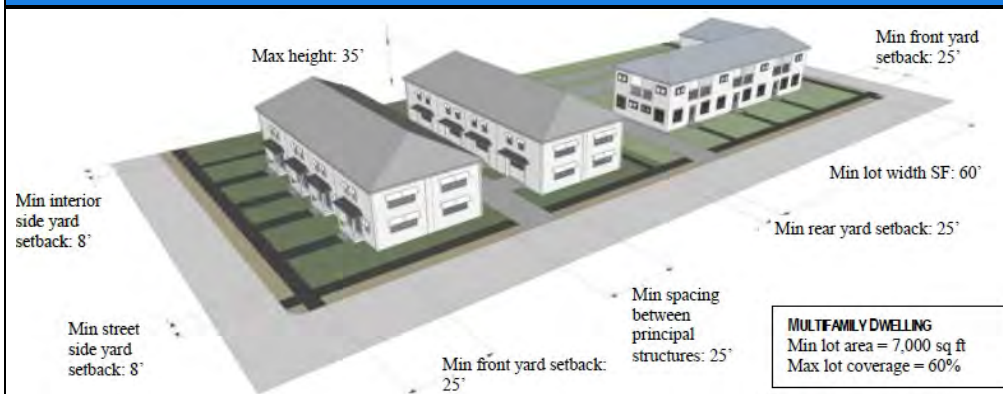 Max height: 35’
Min front yard
setback: 25’
Min lot width SF: 60’
Min interior
side yard
setback: 8’
Min rear yard setback: 25’
Min spacing
between
principal
structures: 25’
Min street
side yard
setback: 8’
Min front yard setback:
25’
MULTIFAMILY DWELLING
Min lot area = 7,000 sq ft
Max lot coverage = 60%